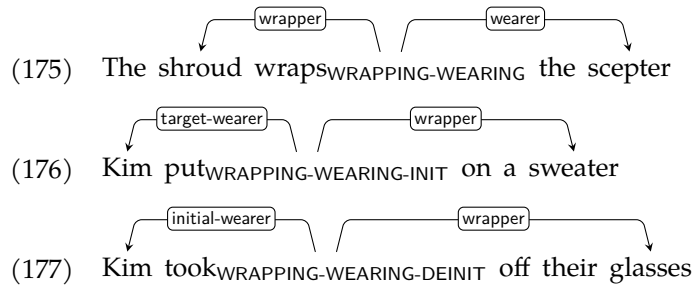 wrapper wearer
(175) The shroud wrapsWRAPPING-WEARING the scepter
target-wearer wrapper
(176) Kim putWRAPPING-WEARING-INIT on a sweater
initial-wearer wrapper
(177) Kim tookWRAPPING-WEARING-DEINIT off their glasses